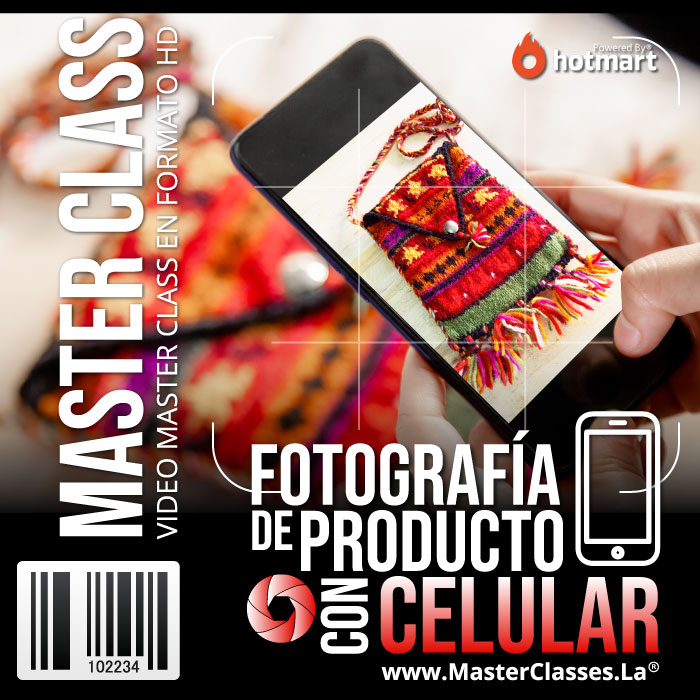 MASTER CLASS
VIDEO MASTER CLASS EN FORMATO HD
Powered By®
hotmart
FOTOGRAFÍA
DE PRODUCTO
CON CELULAR
102234
www.MasterClasses.La®